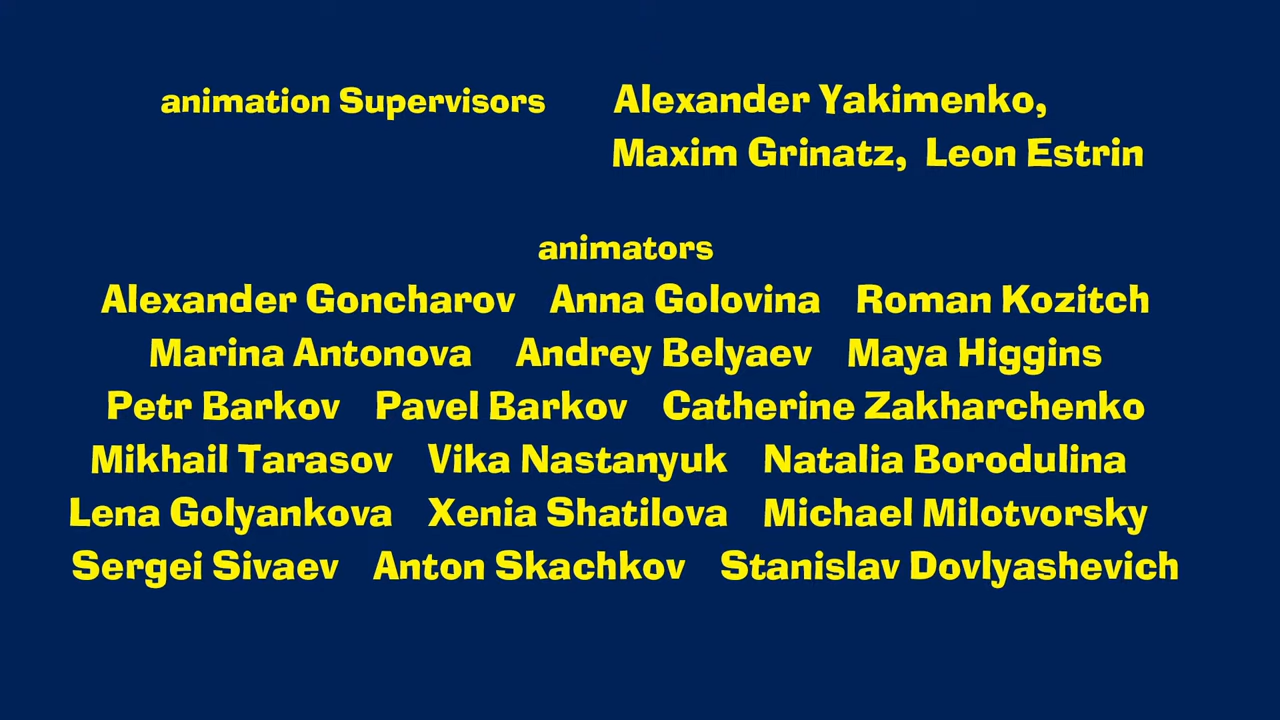 animation Supervisors Alexander Yakimenko,
Maxim Grinatz, Leon Estrin
animators
Alexander Goncharov Anna Golovina Roman Kozitch
Marina Antonova Andrey Belyaev Maya Higgins
Petr Barkov Pavel Barkov Catherine Zakharchenko
Mikhail Tarasov Vika Nastanyuk Natalia Borodulina
Lena Golyankova Xenia Shatilova Michael Milotvorsky
Sergei Sivaev Anton Skachkov Stanislav Dovlyashevich